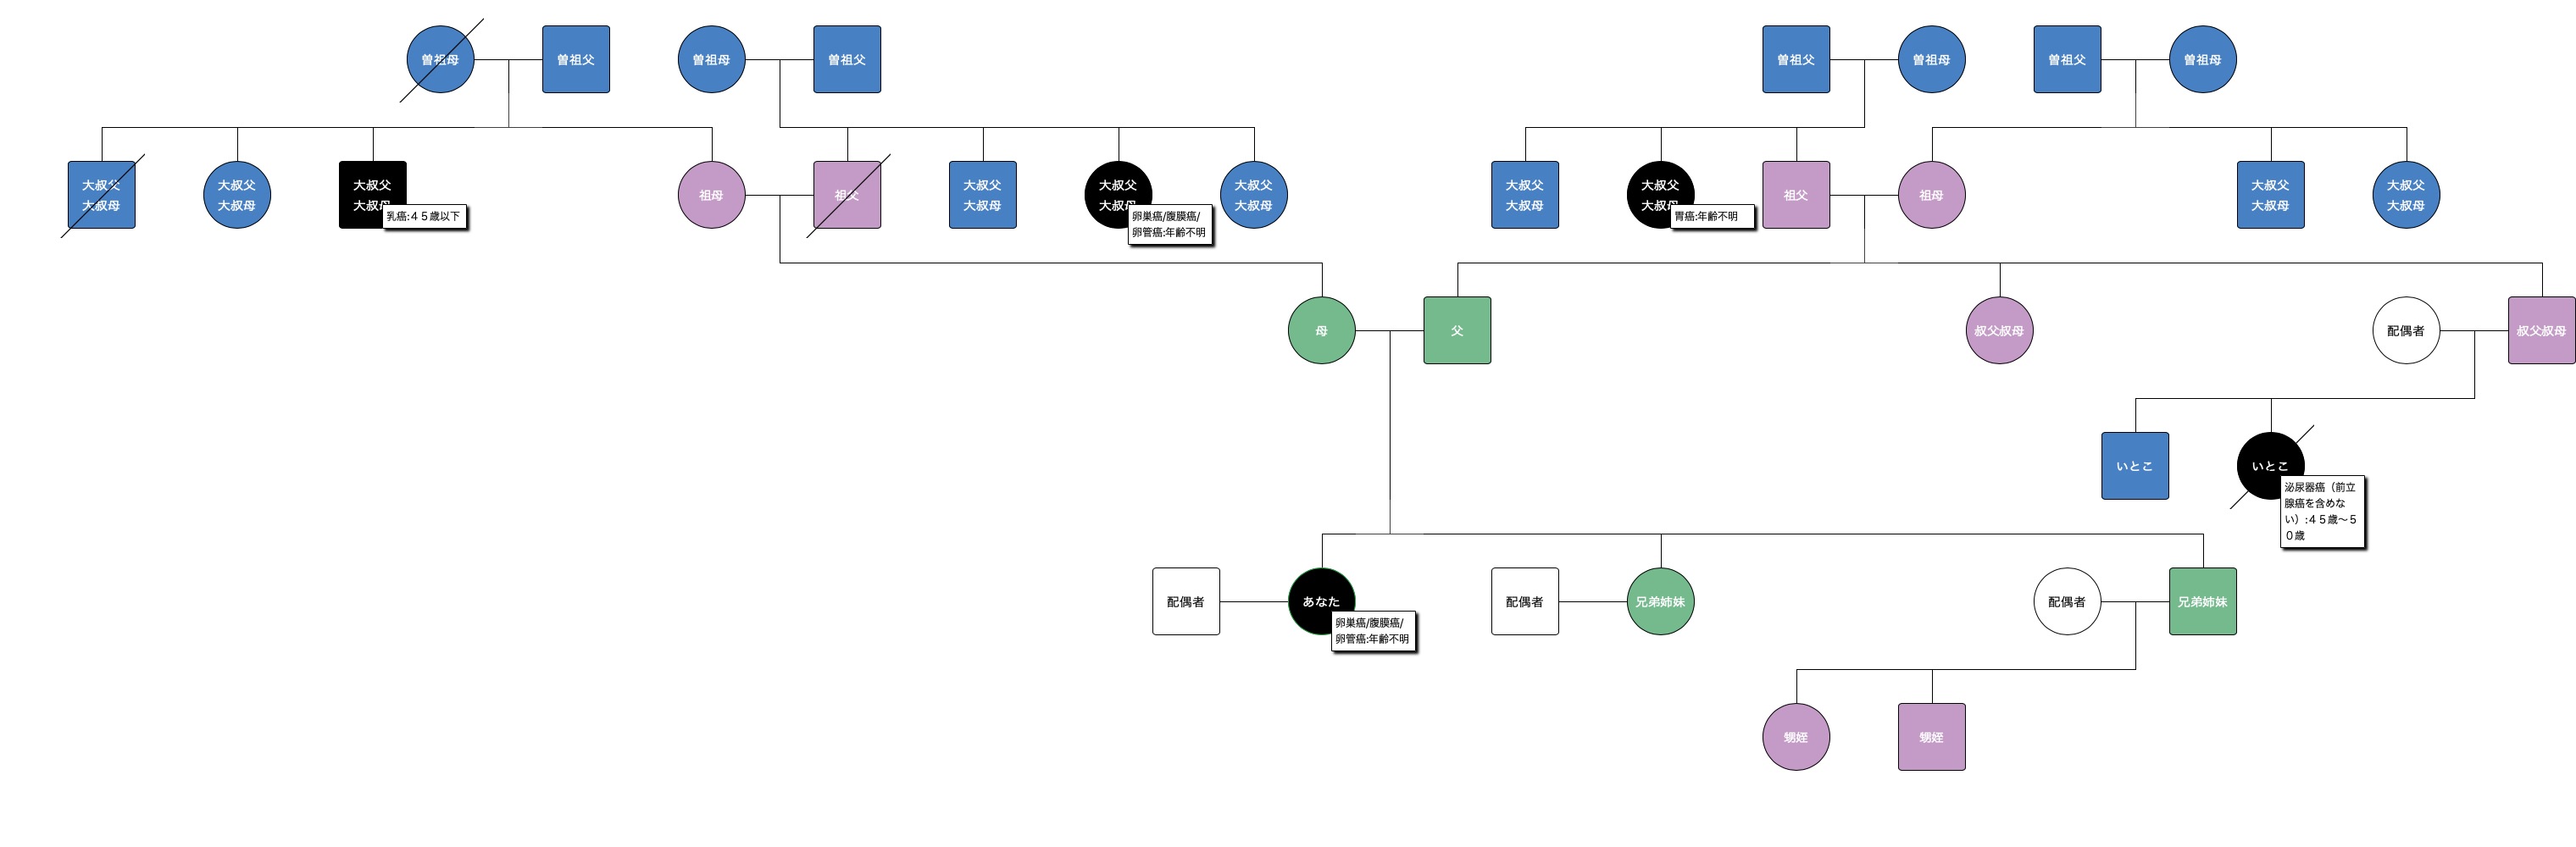 曽祖母
曽祖父
曽祖母
曽祖父
曽祖父
曽祖母
曽祖父
曽祖母
大叔父
大叔母
大叔父
大叔母
大叔父
大叔母
乳癌:４５歳以下
祖母
祖父
大叔父
大叔母
大叔父
大叔母
卵巣癌/腹膜癌/
卵管癌:年齢不明
大叔父
大叔母
大叔父
大叔母
大叔父
大叔母
胃癌:年齢不明
祖父
祖母
大叔父
大叔母
大叔父
大叔母
母
父
叔父叔母
配偶者
叔父叔母
いとこ
いとこ
泌尿器癌（前立
腺癌を含めな
い）:４５歳〜５
０歳
配偶者
あなた
卵巣癌/腹膜癌/
卵管癌:年齢不明
配偶者
兄弟姉妹
配偶者
兄弟姉妹
甥姪
甥姪